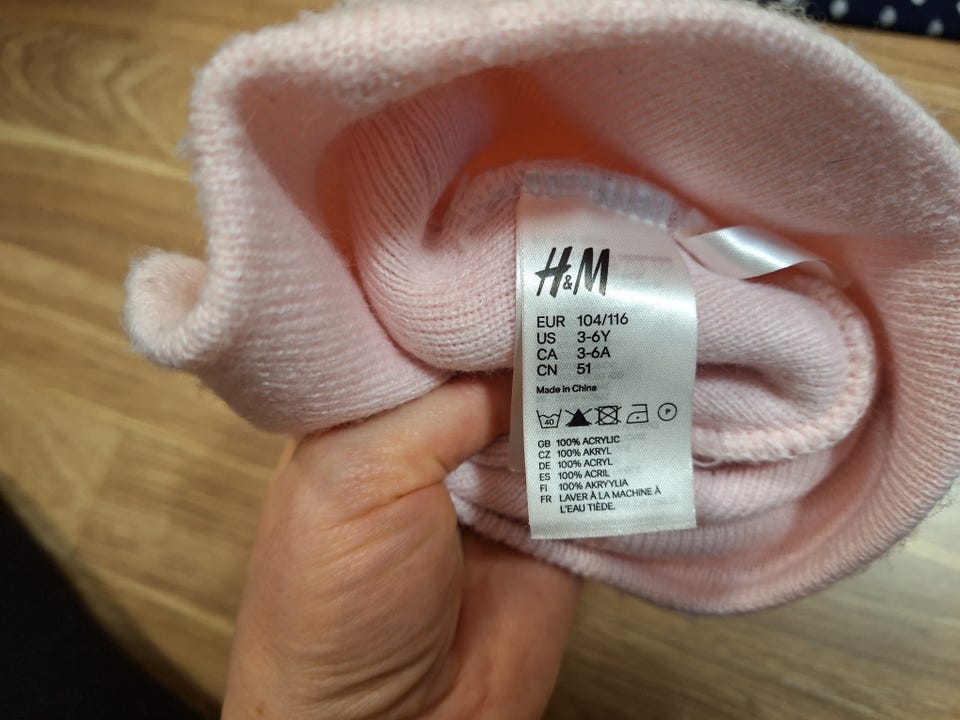 H&M
EUR 104/116
US 3-6Y
CA 3-6A
CN 51
Made in China
40 P
GB 100% ACRYLIC
CZ 100% AKRYL
DE 100% ACRYL
ES 100% ACRIL
FI 100% AKRYYLIA
FR LAVER À LA MACHINE À
L'EAU TIÈDE.